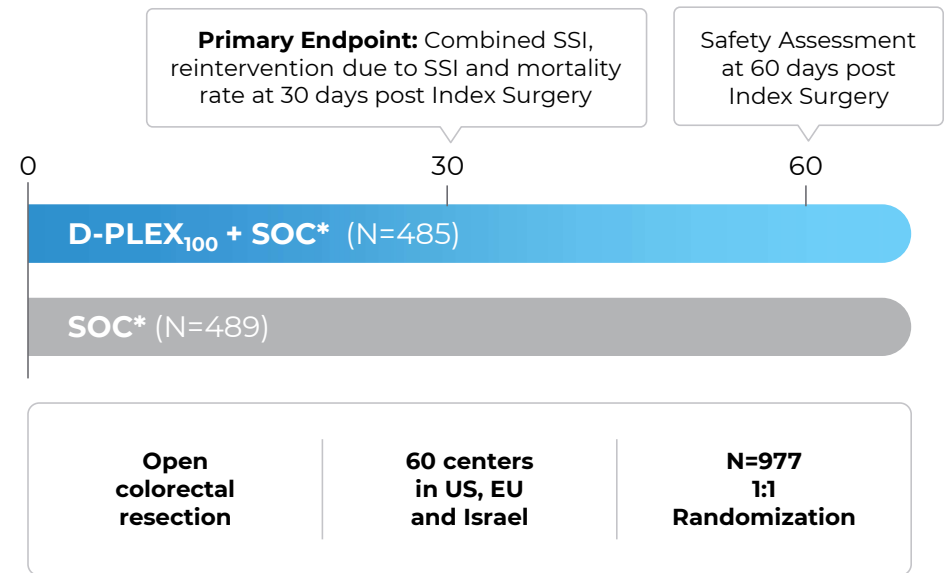 Primary Endpoint: Combined SSI,
reintervention due to SSI and mortality
rate at 30 days post Index Surgery
Safety Assessment
at 60 days post
Index Surgery
0
30
60
D-PLEX100 + SOC* (N=485)
SOC* (N=489)
Open
colorectal
resection
60 centers
in US, EU
and Israel
N=977
1:1
Randomization